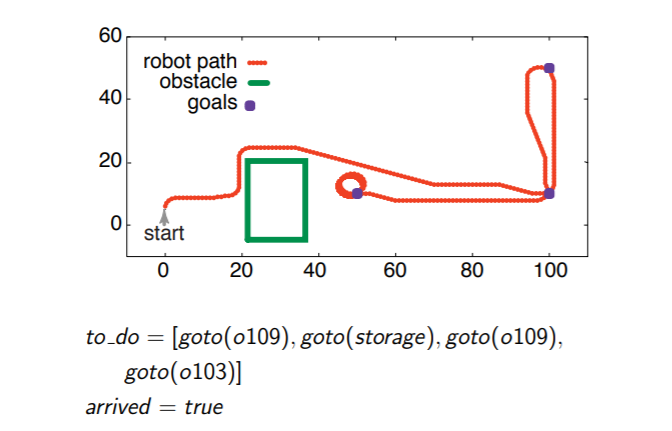 60
robot path
obstacle
40
goals
20
0
start
0 20 40 60 80 100
to_do = [goto(o109), goto(storage), goto(o109),
goto(o103)]
arrived = true